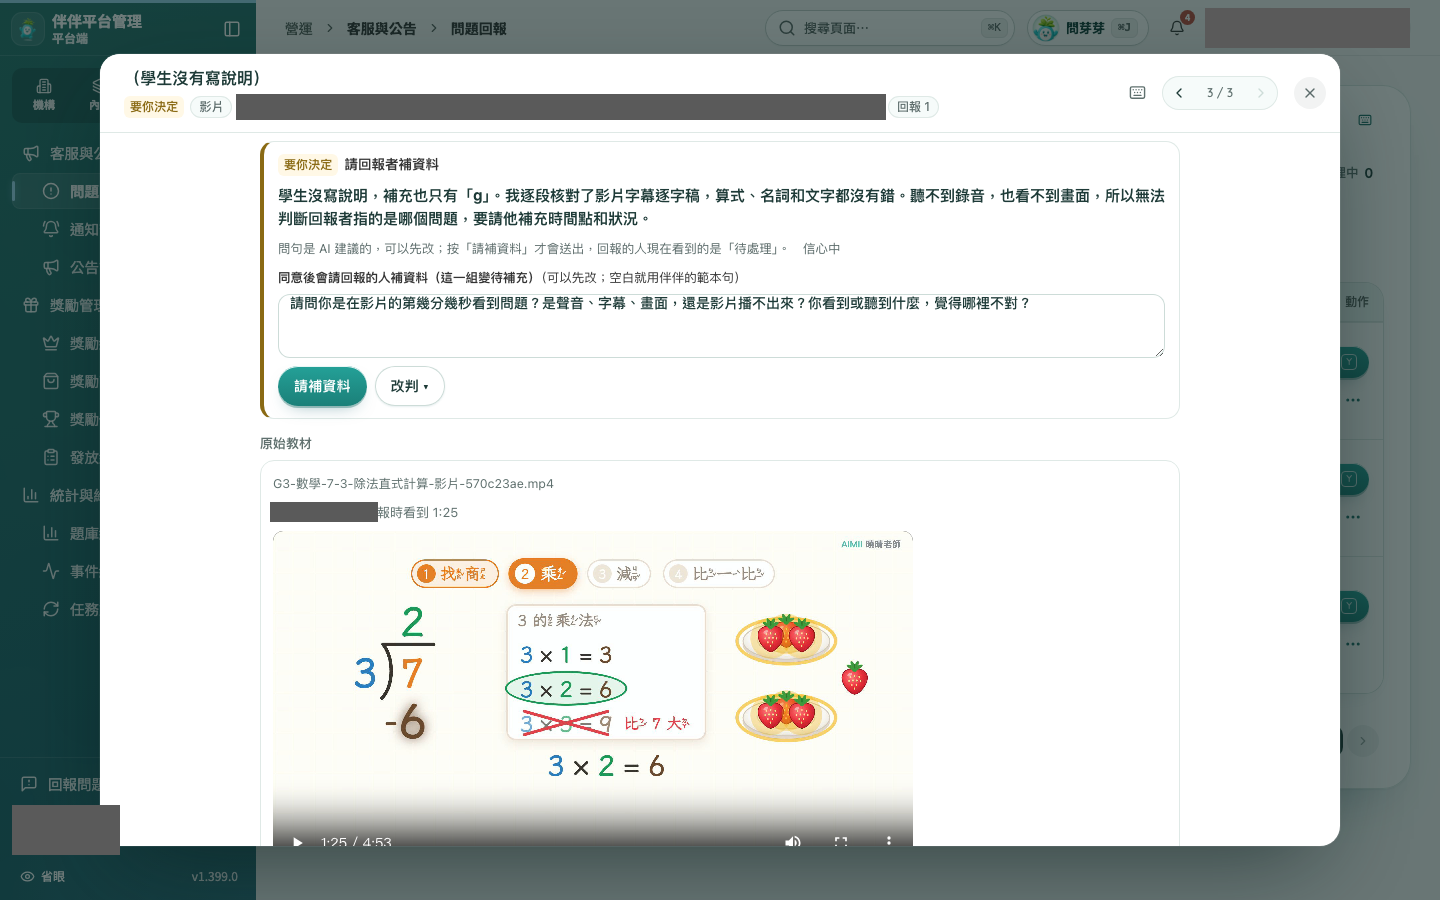 伴伴平台管理
平台端
營運 > 客服與公告 > 問題回報
搜尋頁面…
⌘K
問芽芽 ⌘J
4
機構
客服與
通知
公告
獎勵管
獎勵
獎勵
獎勵
發放
統計與
題庫
事件
任務
回報問題
省眼
v1.399.0
中 0
動作
Y
Y
Y
（學生沒有寫說明）
要你決定 影片 回報 1
3 / 3
要你決定 請回報者補資料
學生沒寫說明，補充也只有「g」。我逐段核對了影片字幕逐字稿，算式、名詞和文字都沒有錯。聽不到錄音，也看不到畫面，所以無法
判斷回報者指的是哪個問題，要請他補充時間點和狀況。
問句是 AI 建議的，可以先改；按「請補資料」才會送出，回報的人現在看到的是「待處理」。 信心中
同意後會請回報的人補資料（這一組變待補充）（可以先改；空白就用伴伴的範本句）
請問你是在影片的第幾分幾秒看到問題？是聲音、字幕、畫面，還是影片播不出來？你看到或聽到什麼，覺得哪裡不對？
請補資料
改判 ▾
原始教材
G3-數學-7-3-除法直式計算-影片-570c23ae.mp4
報時看到 1:25
AIMII 晴晴老師
1 找商
2 乘
3 減
4 比一比
2
3 7
-6
3 的乘法
3 × 1 = 3
3 × 2 = 6
3 × 3 = 9 比 7 大
3 × 2 = 6
1:25 / 4:53